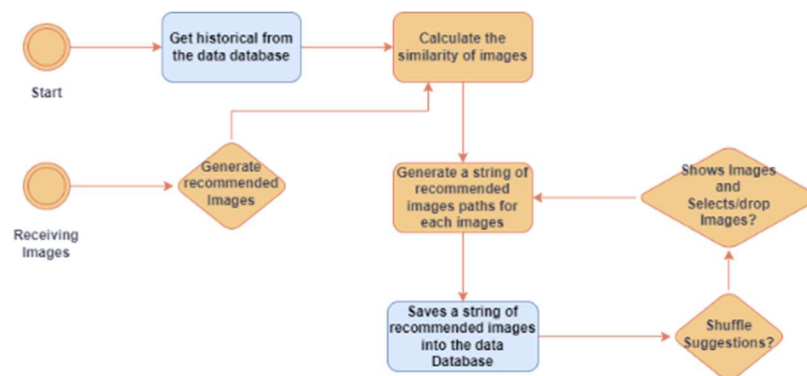 Get historical from
the data database
Calculate the
similarity of images
Start
Generate
recommended
Images
Receiving
Images
Generate a string of
recommended
images paths for
each images
Shows Images
and
Selects/drop
Images?
Saves a string of
recommended images
into the data
Database
Shuffle
Suggestions?